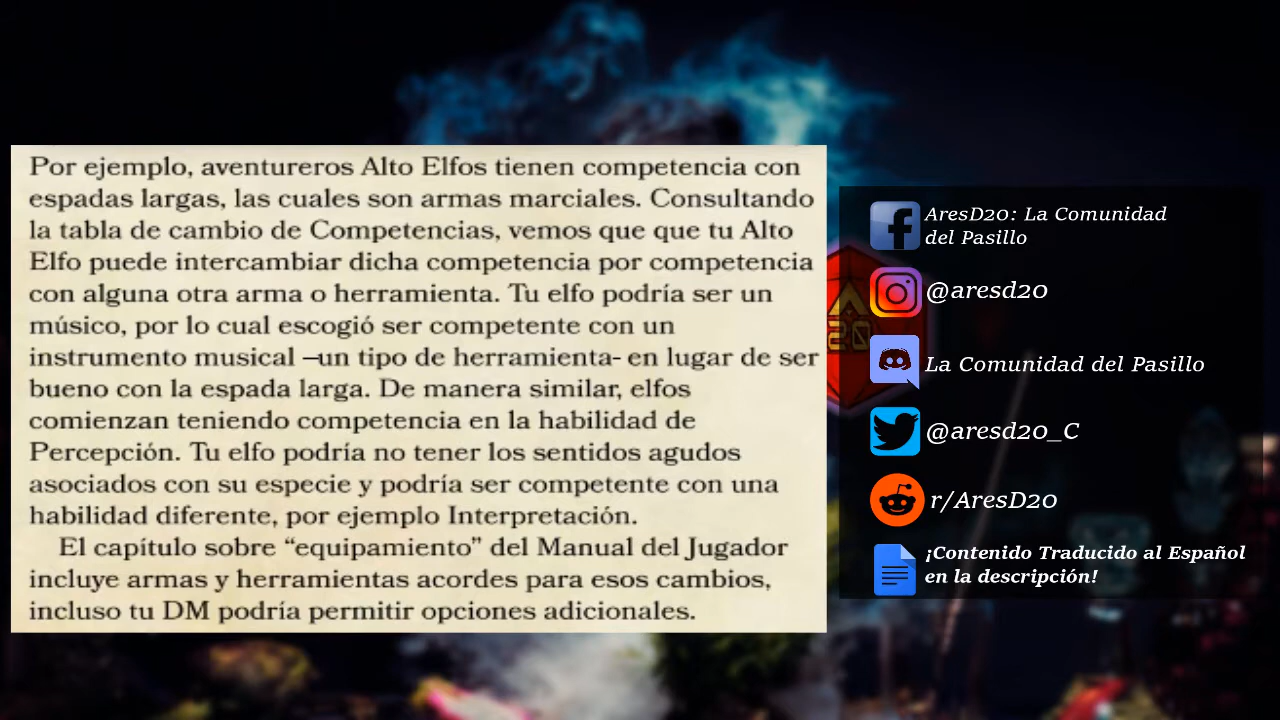 Por ejemplo, aventureros Alto Elfos tienen competencia con
espadas largas, las cuales son armas marciales. Consultando
la tabla de cambio de Competencias, vemos que que tu Alto
Elfo puede intercambiar dicha competencia por competencia
con alguna otra arma o herramienta. Tu elfo podría ser un
músico, por lo cual escogió ser competente con un
instrumento musical –un tipo de herramienta- en lugar de ser
bueno con la espada larga. De manera similar, elfos
comienzan teniendo competencia en la habilidad de
Percepción. Tu elfo podría no tener los sentidos agudos
asociados con su especie y podría ser competente con una
habilidad diferente, por ejemplo Interpretación.
El capítulo sobre “equipamiento” del Manual del Jugador
incluye armas y herramientas acordes para esos cambios,
incluso tu DM podría permitir opciones adicionales.
20
AresD20: La Comunidad
del Pasillo
@aresd20
La Comunidad del Pasillo
@aresd20_C
r/AresD20
¡Contenido Traducido al Español
en la descripción!